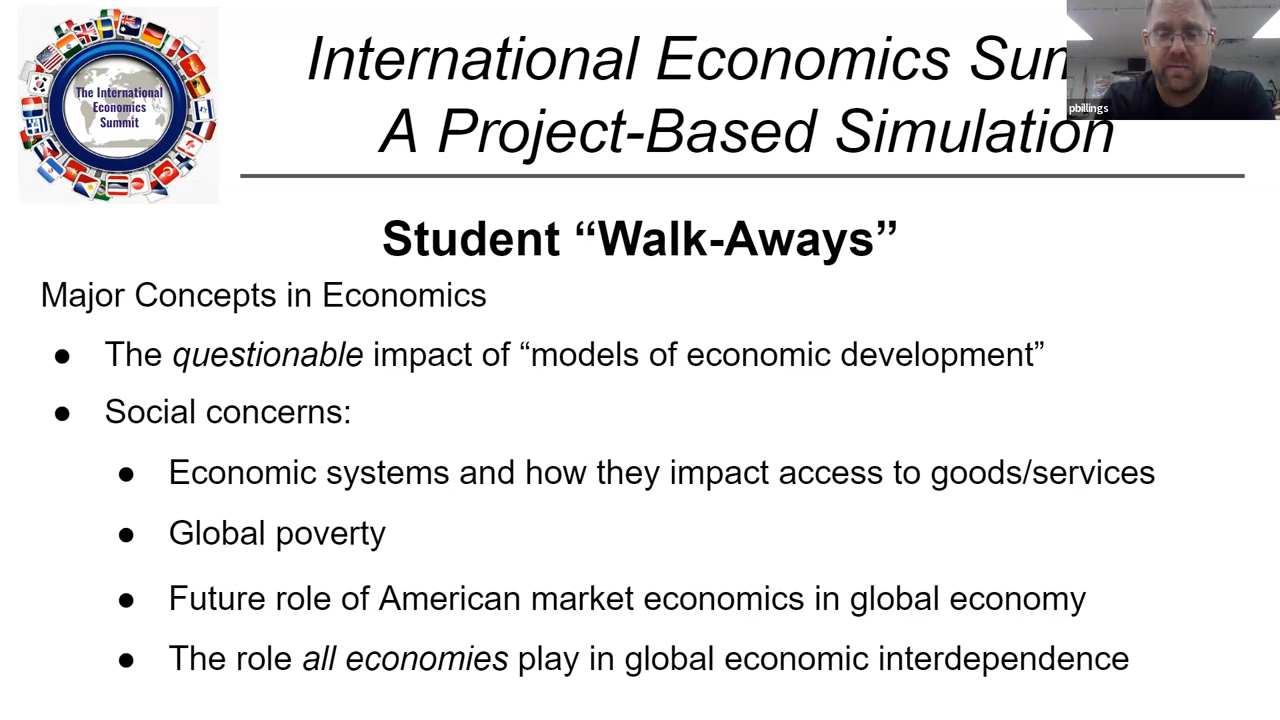 The International
Economics
Summit
International Economics
A Project-Based Simulation
pbillings
Student “Walk-Aways”
Major Concepts in Economics
● The questionable impact of “models of economic development”
● Social concerns:
● Economic systems and how they impact access to goods/services
● Global poverty
● Future role of American market economics in global economy
● The role all economies play in global economic interdependence